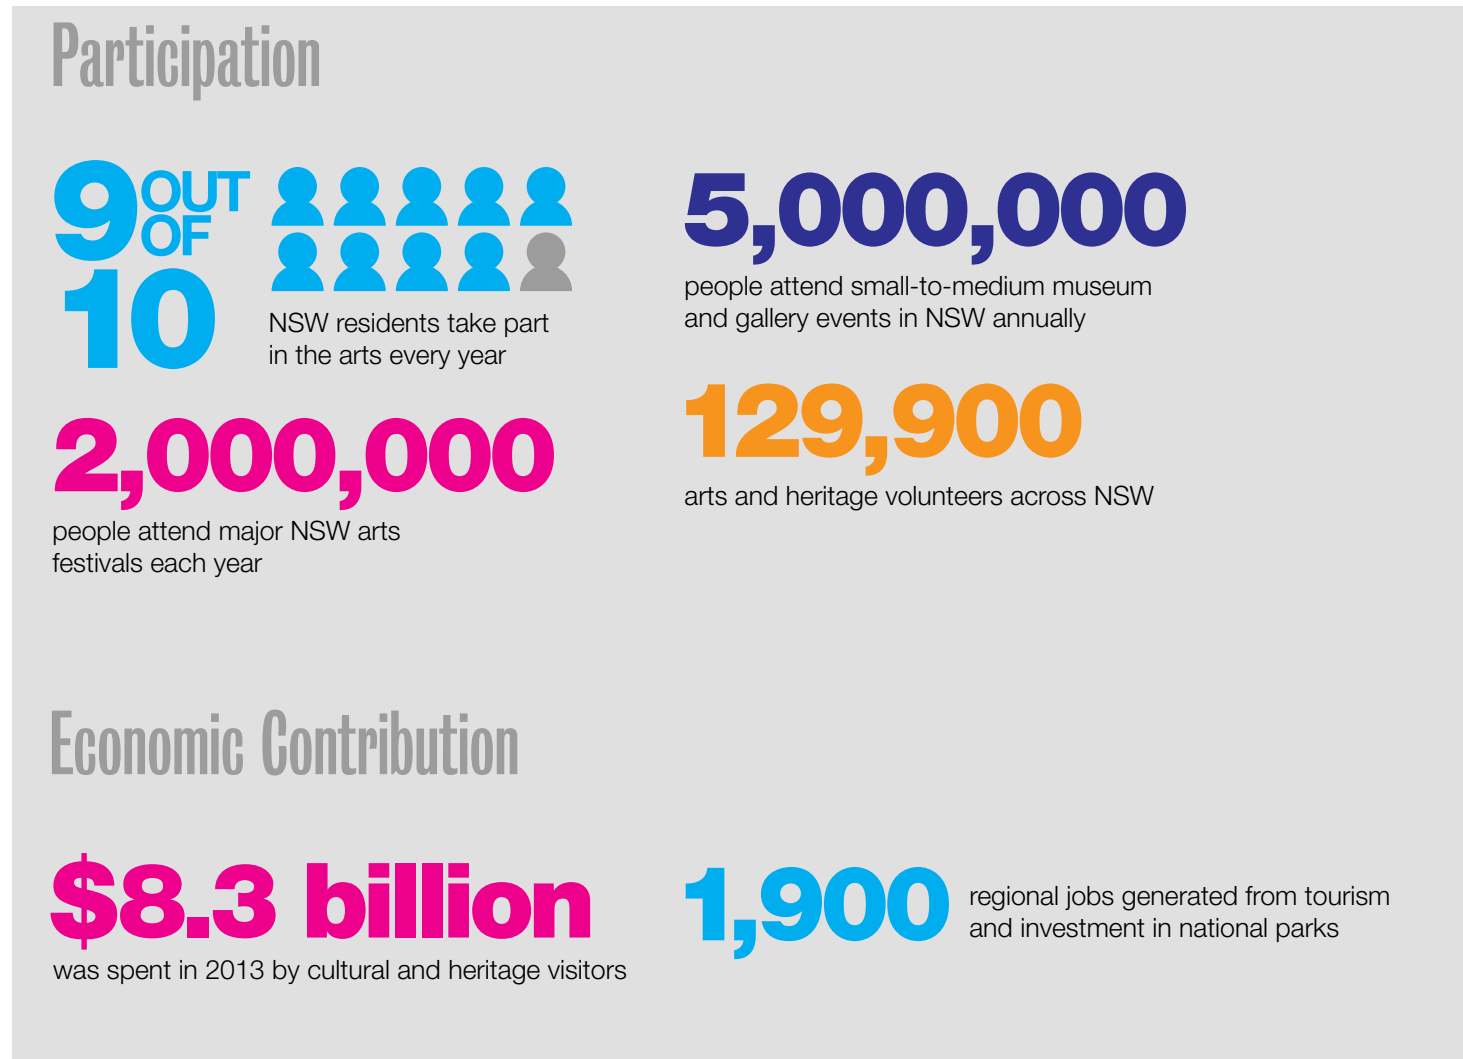 Participation
9 OUT OF 10
NSW residents take part
in the arts every year
2,000,000
people attend major NSW arts
festivals each year
5,000,000
people attend small-to-medium museum
and gallery events in NSW annually
129,900
arts and heritage volunteers across NSW
Economic Contribution
$8.3 billion
was spent in 2013 by cultural and heritage visitors
1,900
regional jobs generated from tourism
and investment in national parks